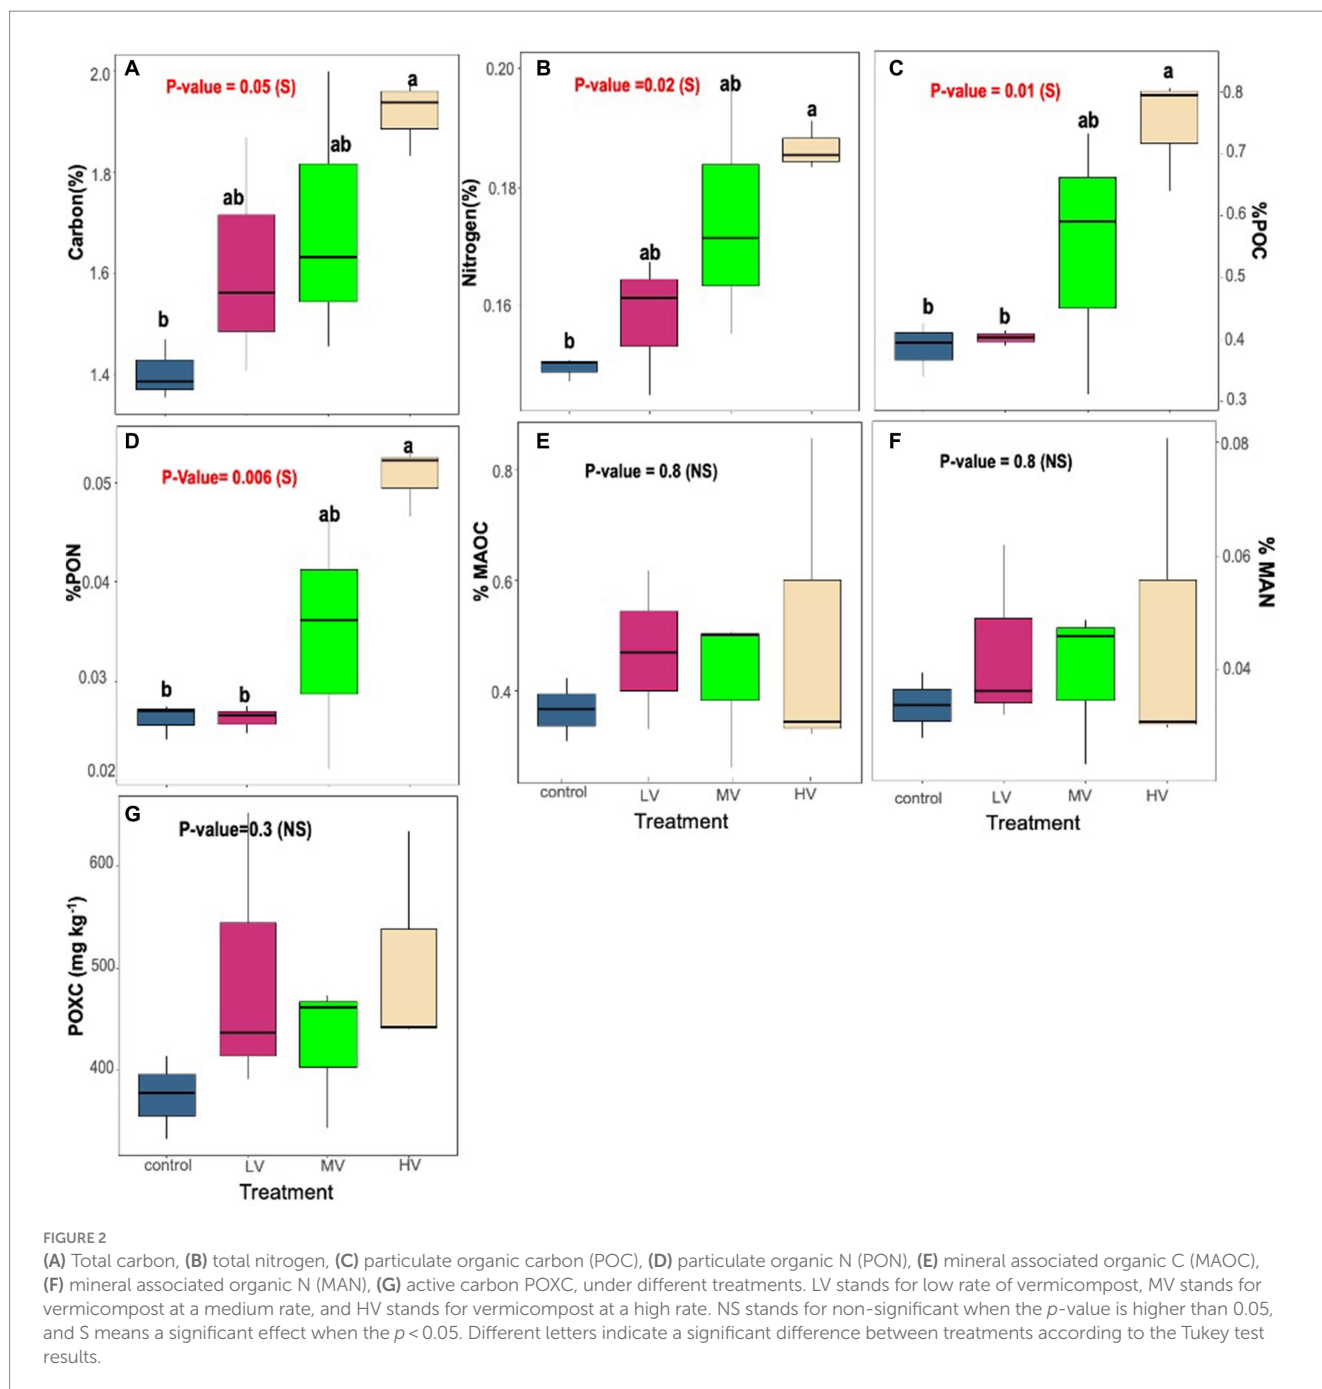 A
P-value = 0.05 (S)
Carbon(%)
2.0
1.8
1.6
1.4
b
ab
ab
a
B
P-value =0.02 (S)
Nitrogen(%)
0.20
0.18
0.16
b
ab
ab
a
C
P-value = 0.01 (S)
%POC
0.8
0.7
0.6
0.5
0.4
0.3
b
b
ab
a
D
P-Value= 0.006 (S)
%PON
0.05
0.04
0.03
0.02
b
b
ab
a
E
P-value = 0.8 (NS)
% MAOC
0.8
0.6
0.4
control LV MV HV
Treatment
F
P-value = 0.8 (NS)
% MAN
0.08
0.06
0.04
control LV MV HV
Treatment
G
P-value=0.3 (NS)
POXC (mg kg-1)
600
500
400
control LV MV HV
Treatment
FIGURE 2
(A) Total carbon, (B) total nitrogen, (C) particulate organic carbon (POC), (D) particulate organic N (PON), (E) mineral associated organic C (MAOC),
(F) mineral associated organic N (MAN), (G) active carbon POXC, under different treatments. LV stands for low rate of vermicompost, MV stands for
vermicompost at a medium rate, and HV stands for vermicompost at a high rate. NS stands for non-significant when the p-value is higher than 0.05,
and S means a significant effect when the p < 0.05. Different letters indicate a significant difference between treatments according to the Tukey test
results.